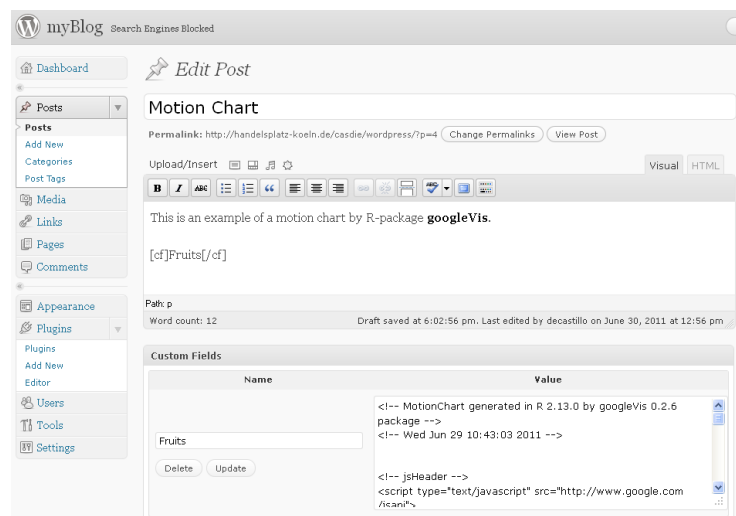 myBlog Search Engines Blocked
Dashboard
Posts
Posts
Add New
Categories
Post Tags
Media
Links
Pages
Comments
Appearance
Plugins
Plugins
Add New
Editor
Users
Tools
Settings
Edit Post
Motion Chart
Permalink: http://handelsplatz-koeln.de/casdie/wordpress/?p=4 Change Permalinks View Post
Upload/Insert
Visual HTML
B I ABC
This is an example of a motion chart by R-package googleVis.
[cf]Fruits[/cf]
Path: p
Word count: 12 Draft saved at 6:02:56 pm. Last edited by decastillo on June 30, 2011 at 12:56 pm
Custom Fields
Name Value
Fruits
Delete Update
<!-- MotionChart generated in R 2.13.0 by googleVis 0.2.6
package -->
<!-- Wed Jun 29 10:43:03 2011 -->
<!-- jsHeader -->
<script type="text/javascript" src="http://www.google.com
/jsapi">